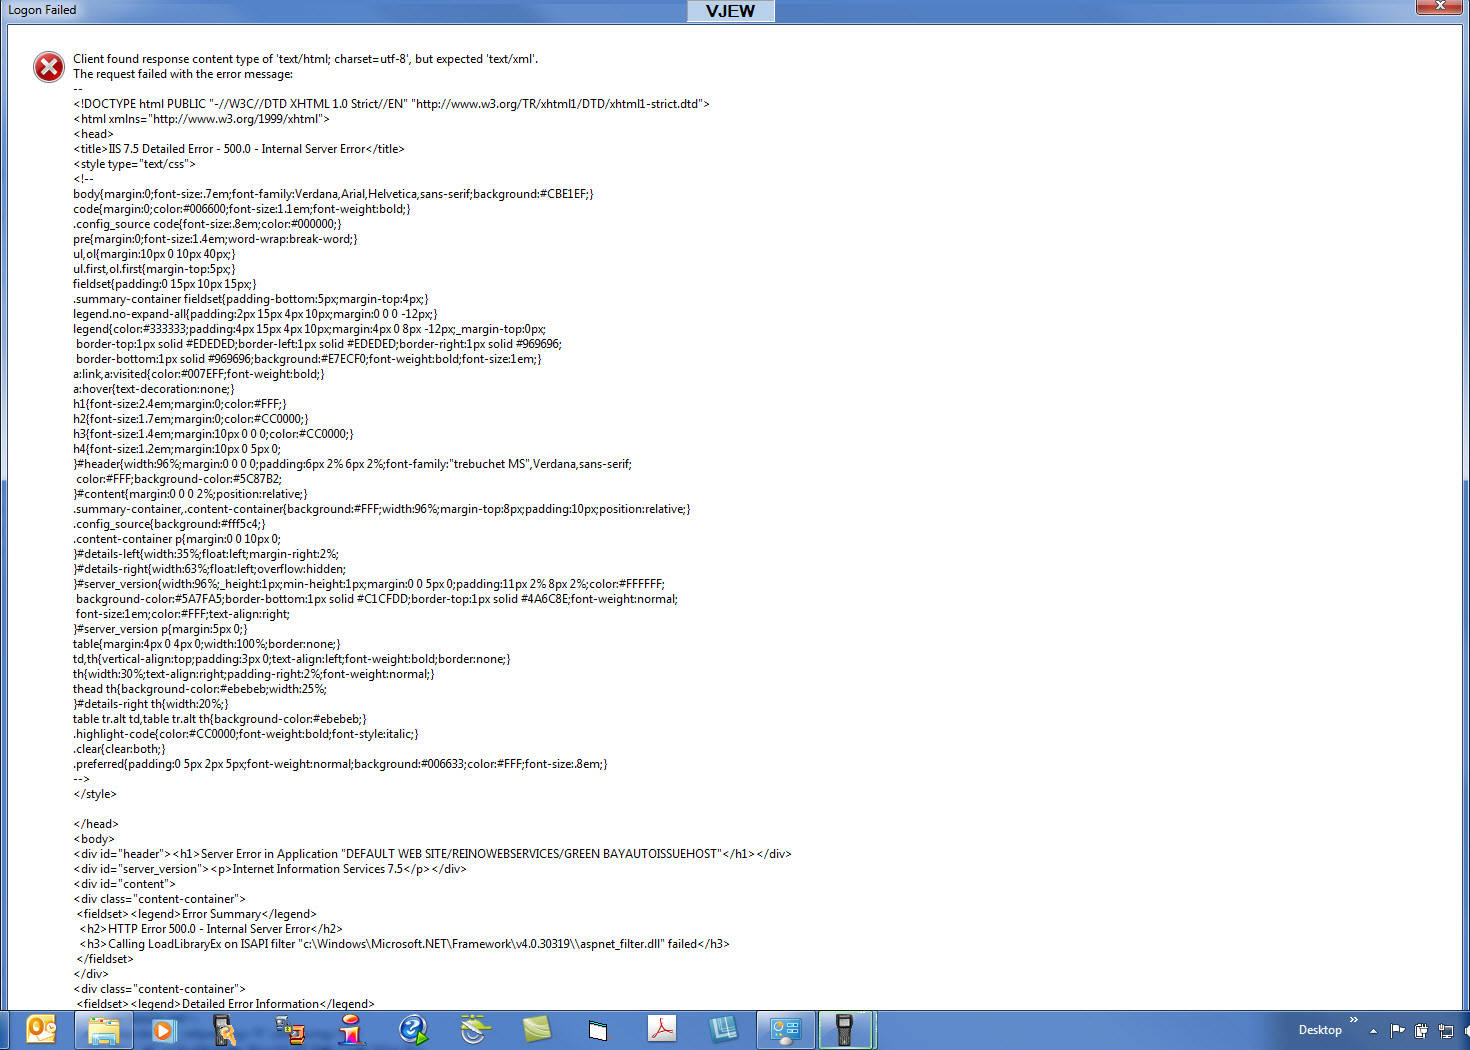 Logon Failed
VJEW
Client found response content type of 'text/html; charset=utf-8', but expected 'text/xml'.
The request failed with the error message:
--
<!DOCTYPE html PUBLIC "-//W3C//DTD XHTML 1.0 Strict//EN" "http://www.w3.org/TR/xhtml1/DTD/xhtml1-strict.dtd">
<html xmlns="http://www.w3.org/1999/xhtml">
<head>
<title>IIS 7.5 Detailed Error - 500.0 - Internal Server Error</title>
<style type="text/css">
<!--
body{margin:0;font-size:.7em;font-family:Verdana,Arial,Helvetica,sans-serif;background:#CBE1EF;}
code{margin:0;color:#006600;font-size:1.1em;font-weight:bold;}
.config_source code{font-size:.8em;color:#000000;}
pre{margin:0;font-size:1.4em;word-wrap:break-word;}
ul,ol{margin:10px 0 10px 40px;}
ul.first,ol.first{margin-top:5px;}
fieldset{padding:0 15px 10px 15px;}
.summary-container fieldset{padding-bottom:5px;margin-top:4px;}
legend.no-expand-all{padding:2px 15px 4px 10px;margin:0 0 0 -12px;}
legend{color:#333333;padding:4px 15px 4px 10px;margin:4px 0 8px -12px;_margin-top:0px;
 border-top:1px solid #EDEDED;border-left:1px solid #EDEDED;border-right:1px solid #969696;
 border-bottom:1px solid #969696;background:#E7ECF0;font-weight:bold;font-size:1em;}
a:link,a:visited{color:#007EFF;font-weight:bold;}
a:hover{text-decoration:none;}
h1{font-size:2.4em;margin:0;color:#FFF;}
h2{font-size:1.7em;margin:0;color:#CC0000;}
h3{font-size:1.4em;margin:10px 0 0 0;color:#CC0000;}
h4{font-size:1.2em;margin:10px 0 5px 0;
}#header{width:96%;margin:0 0 0 0;padding:6px 2% 6px 2%;font-family:"trebuchet MS",Verdana,sans-serif;
 color:#FFF;background-color:#5C87B2;
}#content{margin:0 0 0 2%;position:relative;}
.summary-container,.content-container{background:#FFF;width:96%;margin-top:8px;padding:10px;position:relative;}
.config_source{background:#fff5c4;}
.content-container p{margin:0 0 10px 0;
}#details-left{width:35%;float:left;margin-right:2%;
}#details-right{width:63%;float:left;overflow:hidden;
}#server_version{width:96%;_height:1px;min-height:1px;margin:0 0 5px 0;padding:11px 2% 8px 2%;color:#FFFFFF;
 background-color:#5A7FA5;border-bottom:1px solid #C1CFDD;border-top:1px solid #4A6C8E;font-weight:normal;
 font-size:1em;color:#FFF;text-align:right;
}#server_version p{margin:5px 0;}
table{margin:4px 0 4px 0;width:100%;border:none;}
td,th{vertical-align:top;padding:3px 0;text-align:left;font-weight:bold;border:none;}
th{width:30%;text-align:right;padding-right:2%;font-weight:normal;}
thead th{background-color:#ebebeb;width:25%;
}#details-right th{width:20%;}
table tr.alt td,table tr.alt th{background-color:#ebebeb;}
.highlight-code{color:#CC0000;font-weight:bold;font-style:italic;}
.clear{clear:both;}
.preferred{padding:0 5px 2px 5px;font-weight:normal;background:#006633;color:#FFF;font-size:.8em;}
-->
</style>
</head>
<body>
<div id="header"><h1>Server Error in Application "DEFAULT WEB SITE/REINOWEBSERVICES/GREEN BAYAUTOISSUEHOST"</h1></div>
<div id="server_version"><p>Internet Information Services 7.5</p></div>
<div id="content">
<div class="content-container">
 <fieldset><legend>Error Summary</legend>
  <h2>HTTP Error 500.0 - Internal Server Error</h2>
  <h3>Calling LoadLibraryEx on ISAPI filter "c:\Windows\Microsoft.NET\Framework\v4.0.30319\\aspnet_filter.dll" failed</h3>
 </fieldset>
</div>
<div class="content-container">
 <fieldset><legend>Detailed Error Information</legend>
Desktop